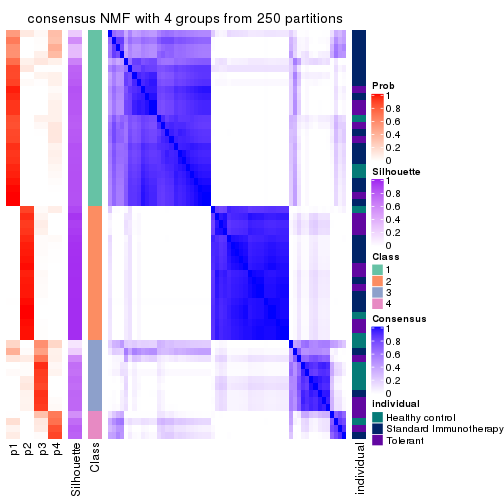 consensus NMF with 4 groups from 250 partitions
Prob
1
0.8
0.6
0.4
0.2
0
Silhouette
1
0.8
0.6
0.4
0.2
0
Class
1
2
3
4
Consensus
1
0.8
0.6
0.4
0.2
0
Individual
Healthy control
Standard Immunotherapy
Tolerant
p1
p2
p3
p4
Silhouette
Class
individual